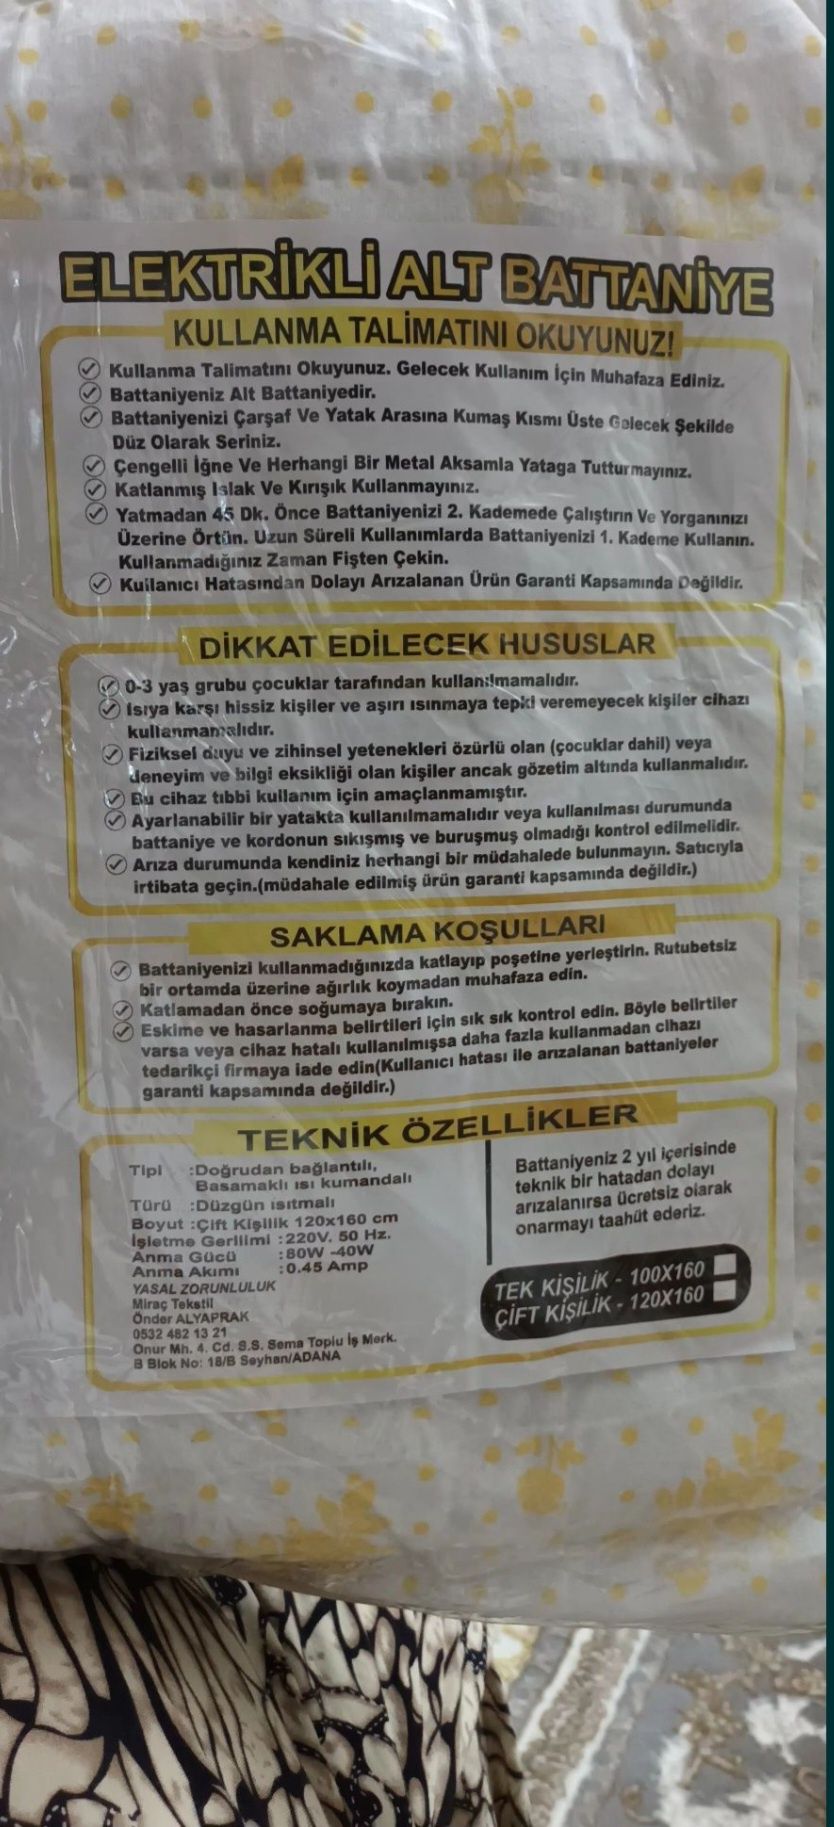 ELEKTRİKLİ ALT BATTANİYE
KULLANMA TALİMATINI OKUYUNUZ!
Kullanma Talimatını Okuyunuz. Gelecek Kullanım İçin Muhafaza Ediniz.
Battaniyeniz Alt Battaniyedir.
Battaniyenizi Çarşaf Ve Yatak Arasına Kumaş Kısmı Üste Gelecek Şekilde
Düz Olarak Seriniz.
Çengelli İğne Ve Herhangi Bir Metal Aksamla Yataga Tutturmayınız.
Katlanmış Islak Ve Kırışık Kullanmayınız.
Yatmadan 45 Dk. Önce Battaniyenizi 2. Kademede Çalıştırın Ve Yorganınızı
Üzerine Örtün. Uzun Süreli Kullanımlarda Battaniyenizi 1. Kademe Kullanın.
Kullanmadığınız Zaman Fişten Çekin.
Kullanıcı Hatasından Dolayı Arızalanan Ürün Garanti Kapsamında Değildir.
DİKKAT EDİLECEK HUSUSLAR
0-3 yaş grubu çocuklar tarafından kullanılmamalıdır.
Isıya karşı hissiz kişiler ve aşırı ısınmaya tepki veremeyecek kişiler cihazı
kullanmamalıdır.
Fiziksel duyu ve zihinsel yetenekleri özürlü olan (çocuklar dahil) veya
deneyim ve bilgi eksikliği olan kişiler ancak gözetim altında kullanmalıdır.
Bu cihaz tıbbi kullanım için amaçlanmamıştır.
Ayarlanabilir bir yatakta kullanılmamalıdır veya kullanılması durumunda
battaniye ve kordonun sıkışmış ve buruşmuş olmadığı kontrol edilmelidir.
Arıza durumunda kendiniz herhangi bir müdahalede bulunmayın. Satıcıyla
irtibata geçin.(müdahale edilmiş ürün garanti kapsamında değildir.)
SAKLAMA KOŞULLARI
Battaniyenizi kullanmadığınızda katlayıp poşetine yerleştirin. Rutubetsiz
bir ortamda üzerine ağırlık koymadan muhafaza edin.
Katlamadan önce soğumaya bırakın.
Eskime ve hasarlanma belirtileri için sık sık kontrol edin. Böyle belirtiler
varsa veya cihaz hatalı kullanılmışsa daha fazla kullanmadan cihazı
tedarikçi firmaya iade edin(Kullanıcı hatası ile arızalanan battaniyeler
garanti kapsamında değildir.)
TEKNİK ÖZELLİKLER
Tipi :Doğrudan bağlantılı,
Basamaklı ısı kumandalı
Türü :Düzgün ısıtmalı
Boyut :Çift Kişilik 120x160 cm
İşletme Gerilimi :220V. 50 Hz.
Anma Gücü :80W -40W
Anma Akımı :0.45 Amp
YASAL ZORUNLULUK
Miraç Tekstil
Önder ALYAPRAK
0532 482 13 21
Onur Mh. 4. Cd. S.S. Sema Toplu İş Merk.
B Blok No: 18/B Seyhan/ADANA
Battaniyeniz 2 yıl içerisinde
teknik bir hatadan dolayı
arızalanırsa ücretsiz olarak
onarmayı taahüt ederiz.
TEK KİŞİLİK - 100X160
ÇİFT KİŞİLİK - 120X160